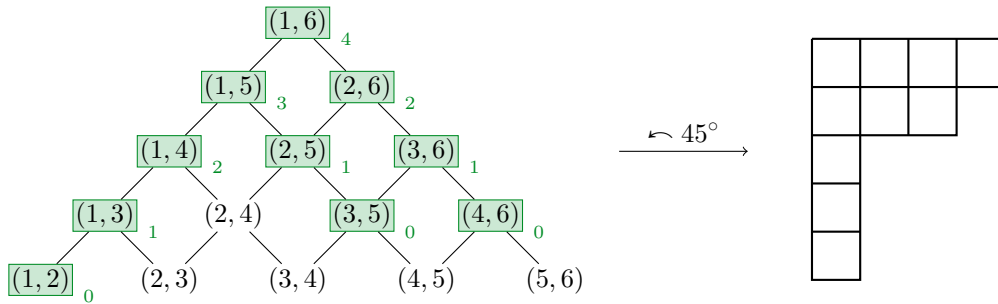 (1, 6) 4
(1, 5) 3 (2, 6) 2
(1, 4) 2 (2, 5) 1 (3, 6) 1
↶ 45°
(1, 3) 1 (2, 4) (3, 5) 0 (4, 6) 0
(1, 2) 0 (2, 3) (3, 4) (4, 5) (5, 6)